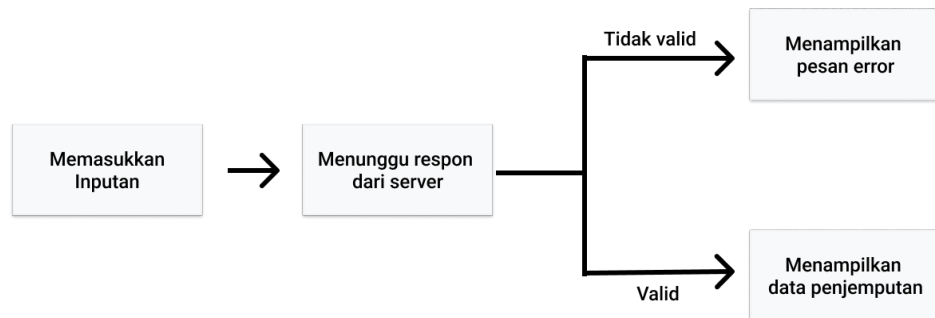 Tidak valid
Menampilkan
pesan error
Memasukkan
Inputan
Menunggu respon
dari server
Menampilkan
data penjemputan
Valid